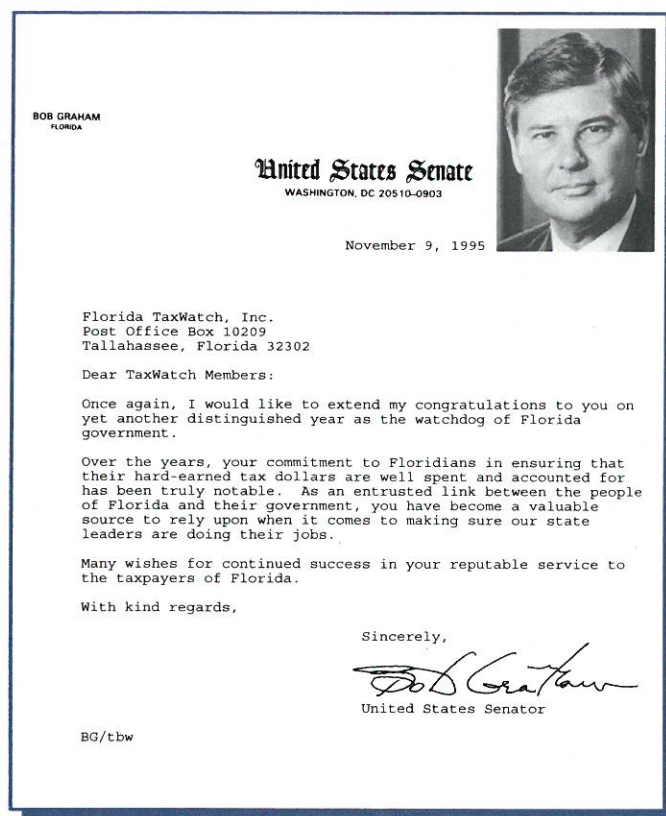 BOB GRAHAM
FLORIDA
United States Senate
WASHINGTON, DC 20510–0903
November 9, 1995
Florida TaxWatch, Inc.
Post Office Box 10209
Tallahassee, Florida 32302
Dear TaxWatch Members:
Once again, I would like to extend my congratulations to you on
yet another distinguished year as the watchdog of Florida
government.
Over the years, your commitment to Floridians in ensuring that
their hard-earned tax dollars are well spent and accounted for
has been truly notable.  As an entrusted link between the people
of Florida and their government, you have become a valuable
source to rely upon when it comes to making sure our state
leaders are doing their jobs.
Many wishes for continued success in your reputable service to
the taxpayers of Florida.
With kind regards,
Sincerely,
Bob Graham
United States Senator
BG/tbw